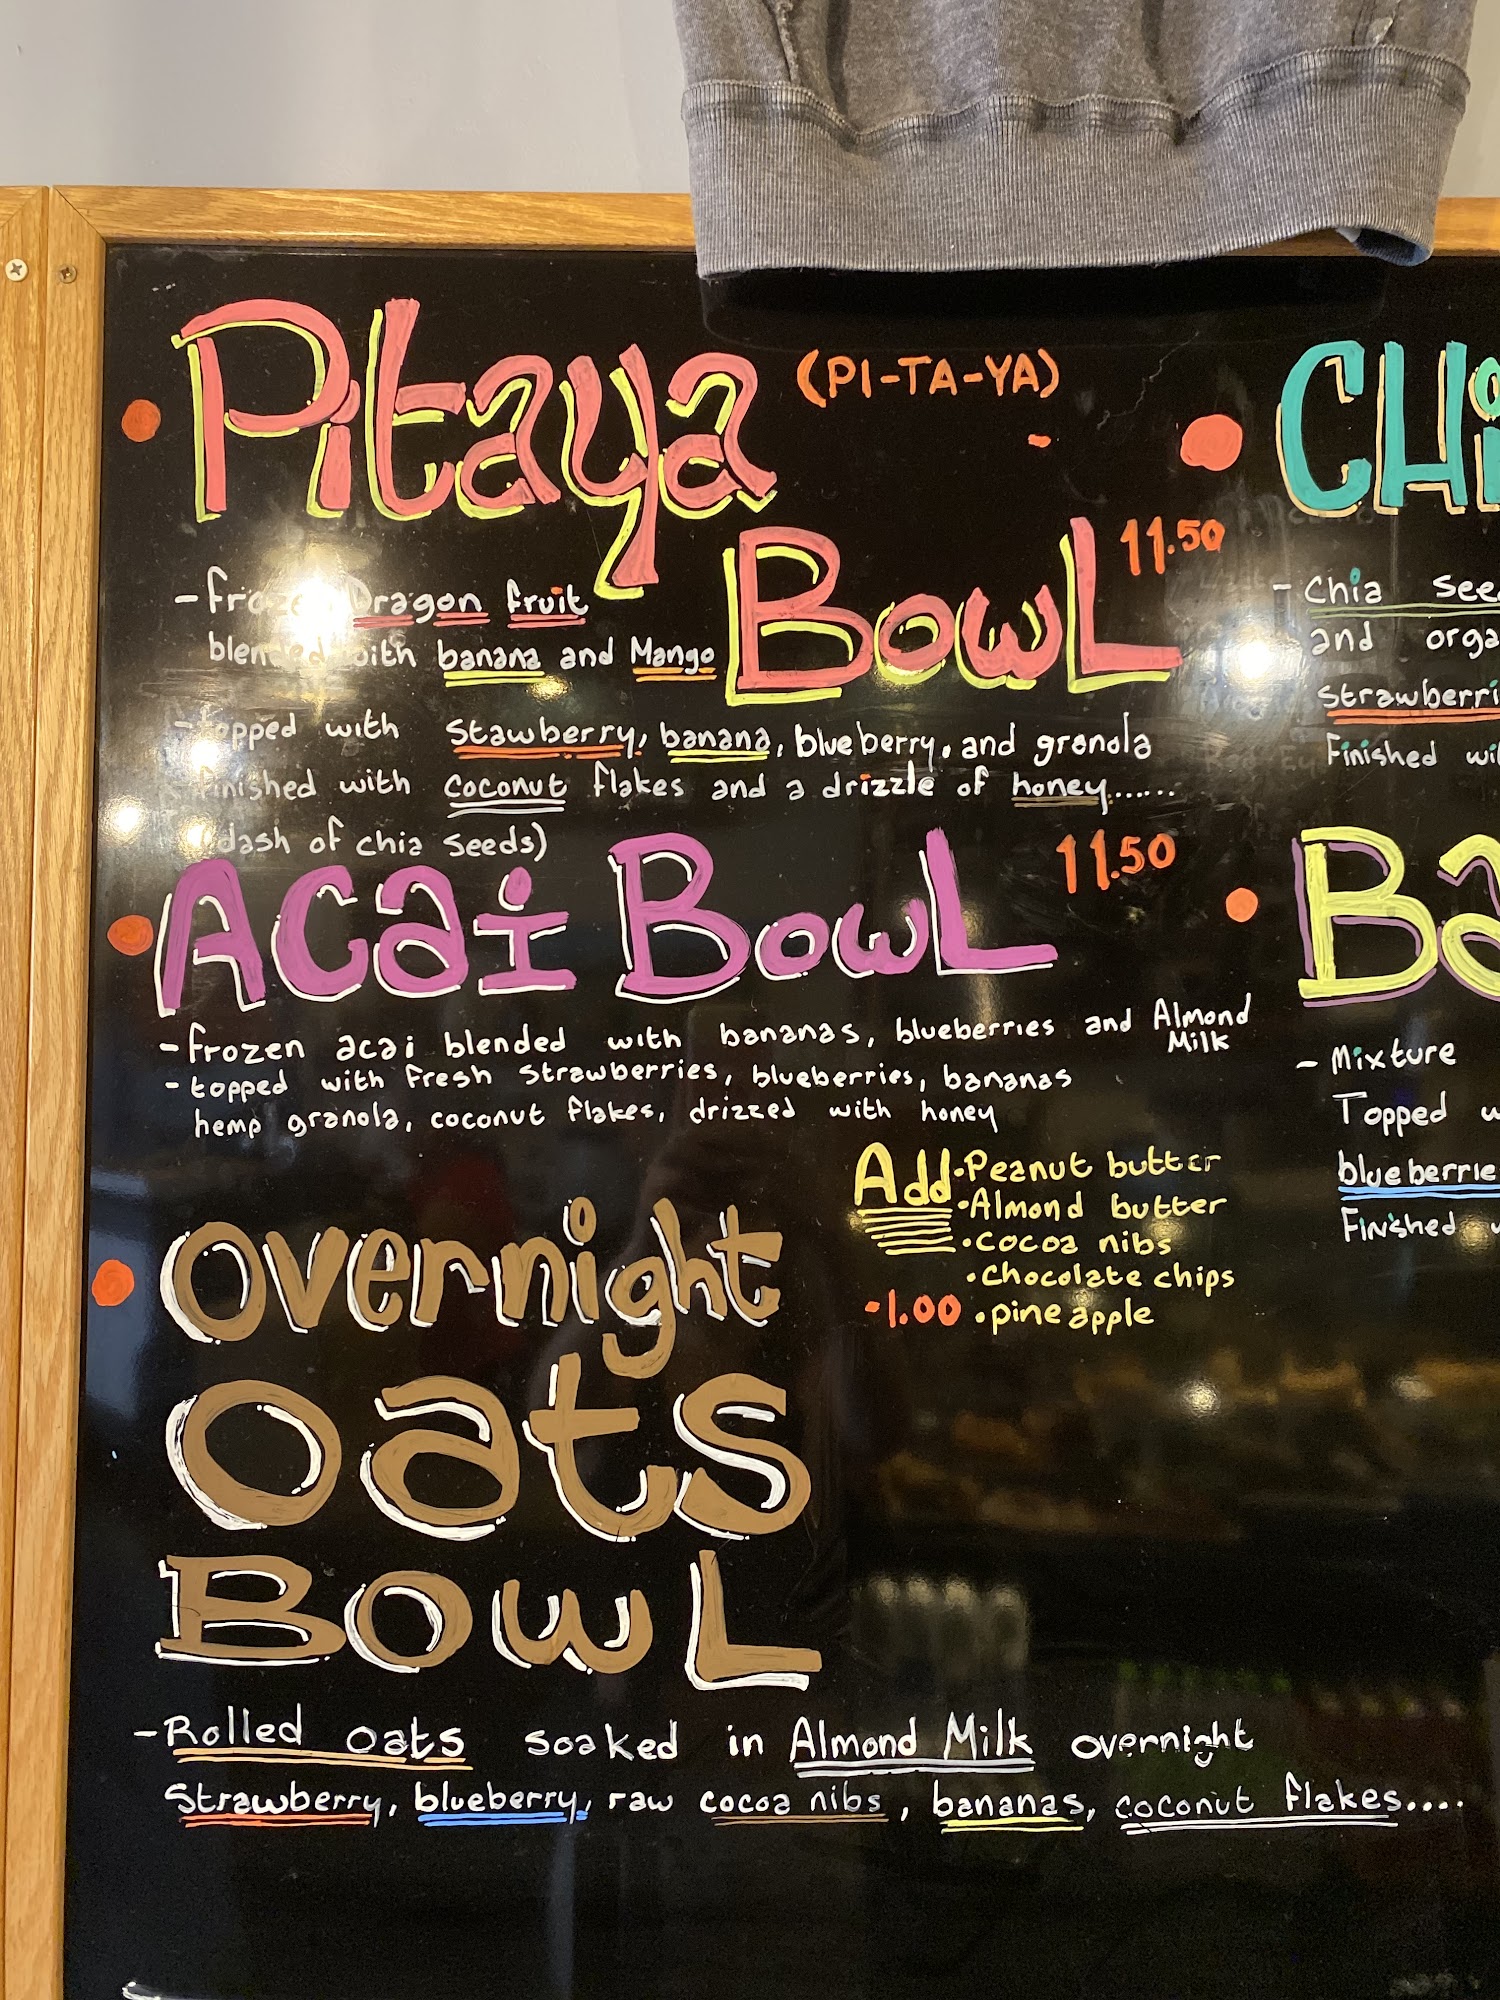 Pitaya (PI-TA-YA)
BowL 11.50
- frozen Dragon fruit
blended with banana and Mango
- topped with Stawberry, banana, blueberry, and granola
finished with coconut flakes and a drizzle of honey......
(dash of chia seeds)
Acai BowL 11.50
- frozen acai blended with bananas, blueberries and Almond Milk
- topped with fresh strawberries, blueberries, bananas
hemp granola, coconut flakes, drizzed with honey
Add • Peanut butter
• Almond butter
• cocoa nibs
• chocolate chips
-1.00 • pineapple
Overnight
Oats
BowL
- Rolled oats soaked in Almond Milk overnight
Strawberry, blueberry, raw cocoa nibs, bananas, coconut flakes....
CHi
- Chia See
and orga
strawberri
Finished wi
Ba
- Mixture
Topped w
blueberrie
Finished w